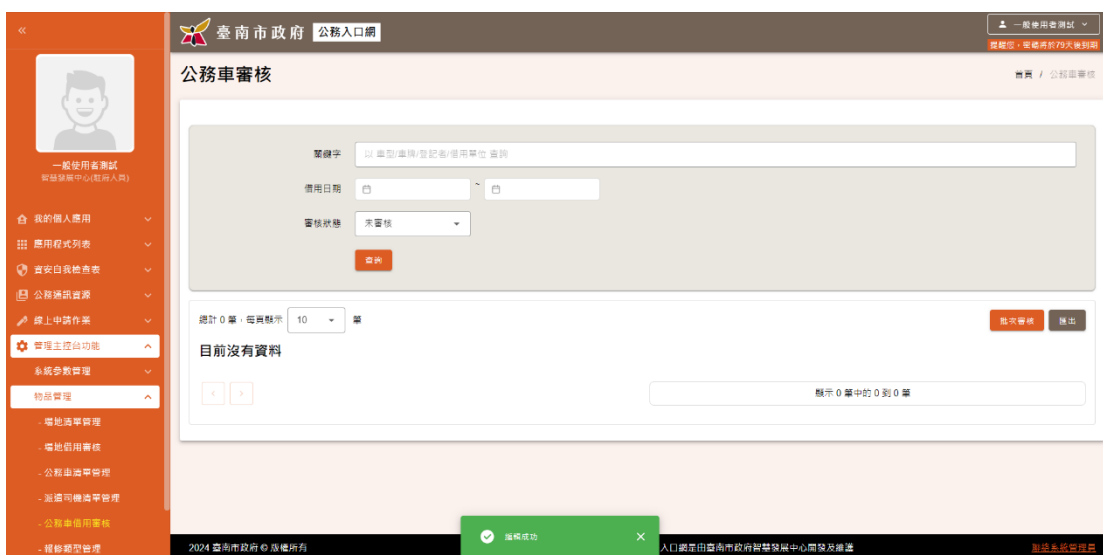 臺南市政府 公務入口網
一般使用者測試
提醒您，密碼將於79天後到期
公務車審核
首頁 / 公務車審核
一般使用者測試
智慧發展中心(駐府人員)
我的個人應用
應用程式列表
資安自我檢查表
公務通訊資源
線上申請作業
管理主控台功能
系統參數管理
物品管理
- 場地清單管理
- 場地借用審核
- 公務車清單管理
- 派遣司機清單管理
- 公務車借用審核
- 報修類型管理
關鍵字
以 車型/車牌/登記者/借用單位 查詢
借用日期
~
審核狀態
未審核
查詢
總計 0 筆，每頁顯示 10 筆
批次審核
匯出
目前沒有資料
顯示 0 筆中的 0 到 0 筆
編輯成功
2024 臺南市政府 © 版權所有
入口網是由臺南市政府智慧發展中心開發及維護
聯絡系統管理員